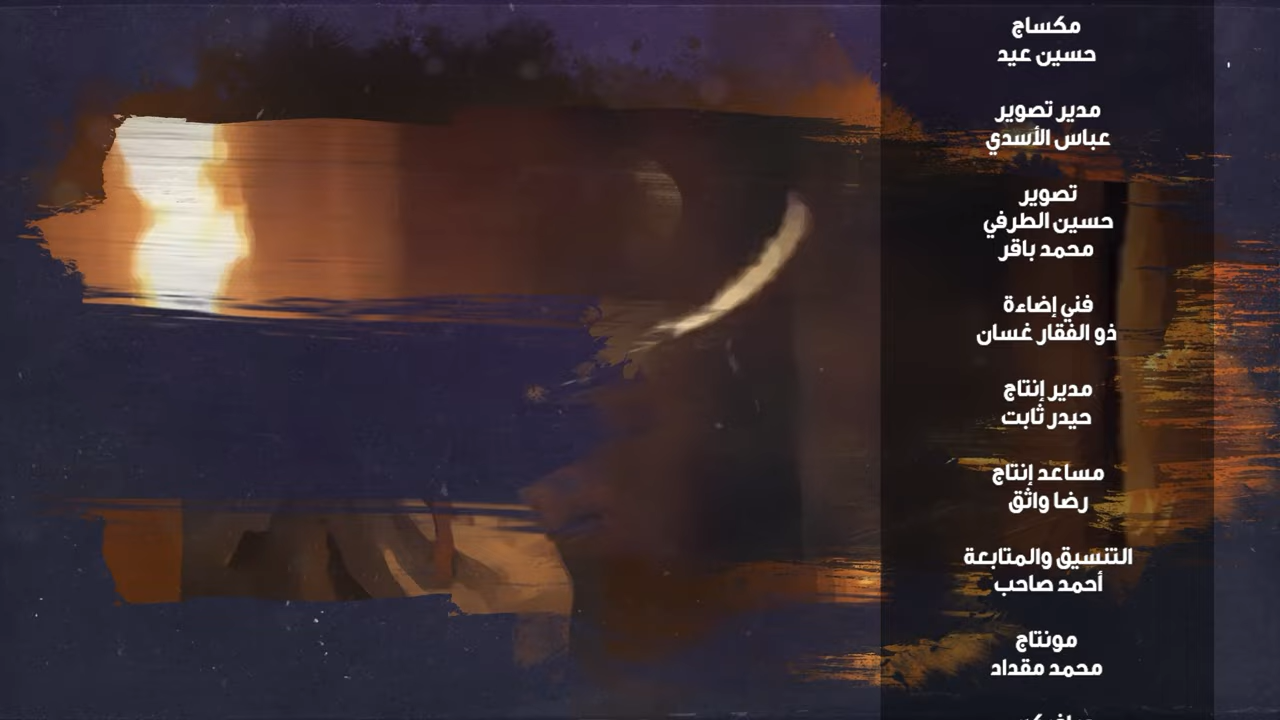 مكساج
حسين عيد
مدير تصوير
عباس الأسدي
تصوير
حسين الطرفي
محمد باقر
فني إضاءة
ذو الفقار غسان
مدير إنتاج
حيدر ثابت
مساعد إنتاج
رضا واثق
التنسيق والمتابعة
أحمد صاحب
مونتاج
محمد مقداد